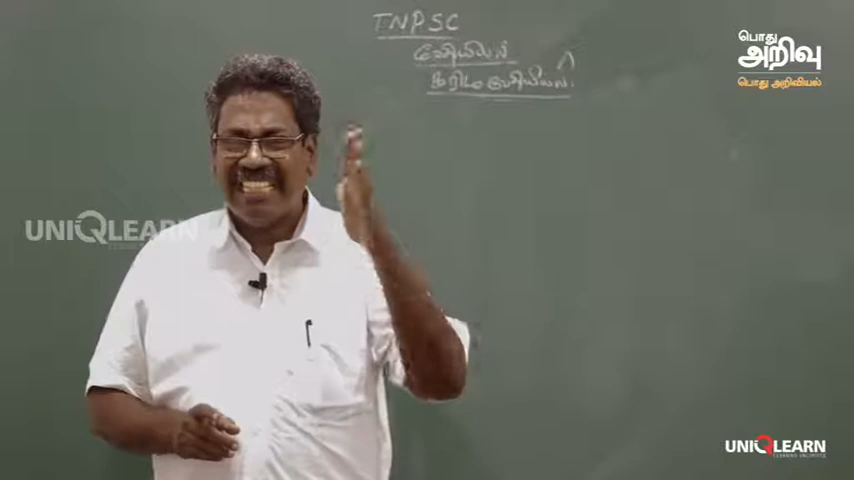 TNPSC
வேதியியல்
கரிம வேதியியல்
பொது
அறிவு
பொது அறிவியல்
UNIQLEARN
UNIQLEARN